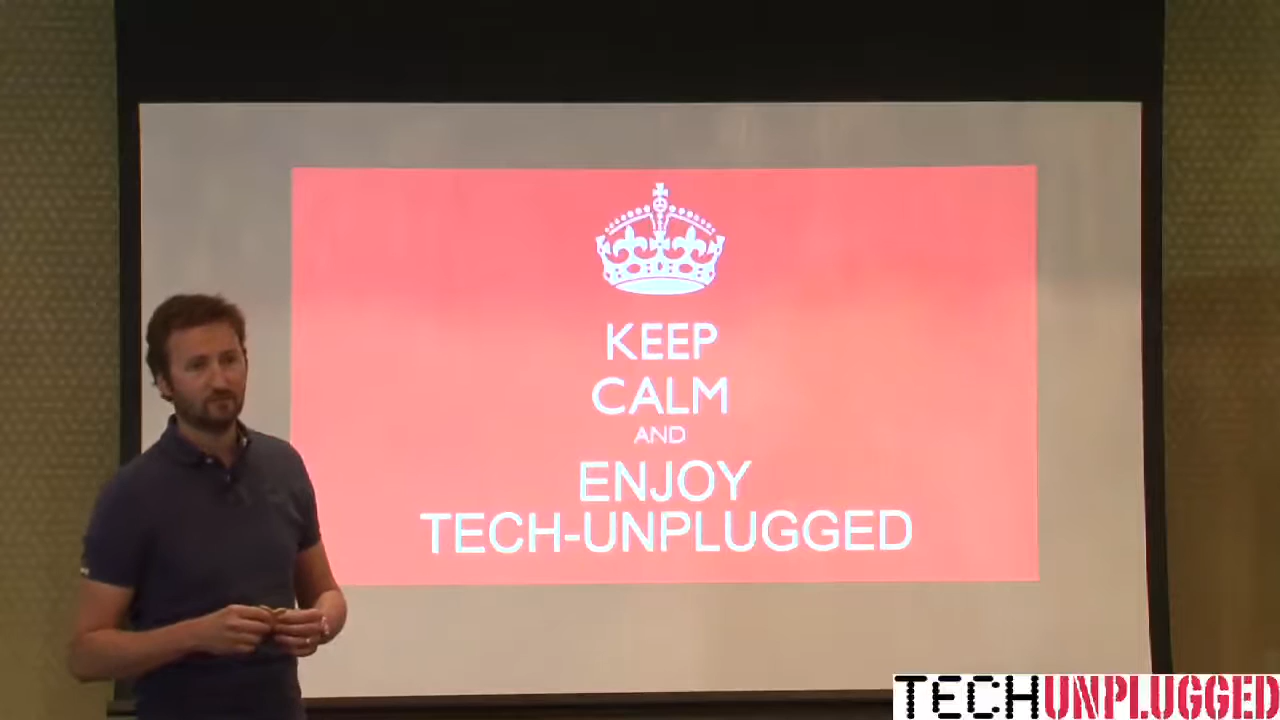 KEEP
CALM
AND
ENJOY
TECH-UNPLUGGED
TECHUNPLUGGED